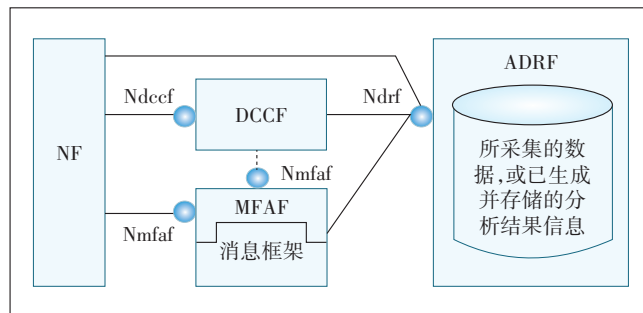 NF
Ndccf
DCCF
Ndrf
Nmfaf
Nmfaf
MFAF
消息框架
ADRF
所采集的数
据,或已生成
并存储的分
析结果信息